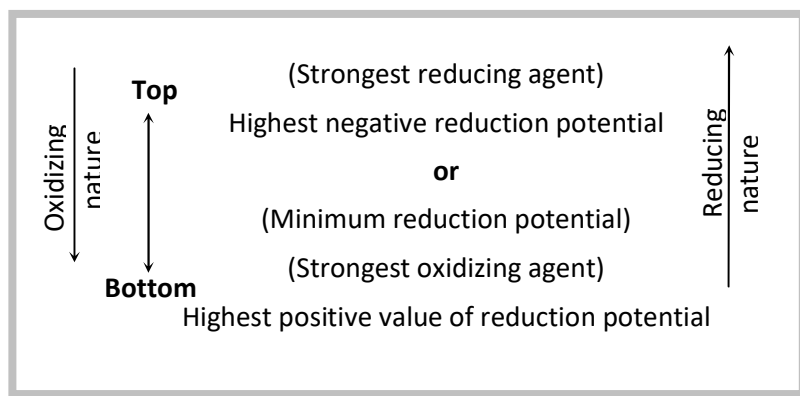 (Strongest reducing agent)
Top
Highest negative reduction potential
or
(Minimum reduction potential)
(Strongest oxidizing agent)
Bottom
Highest positive value of reduction potential
Oxidizing
nature
Reducing
nature